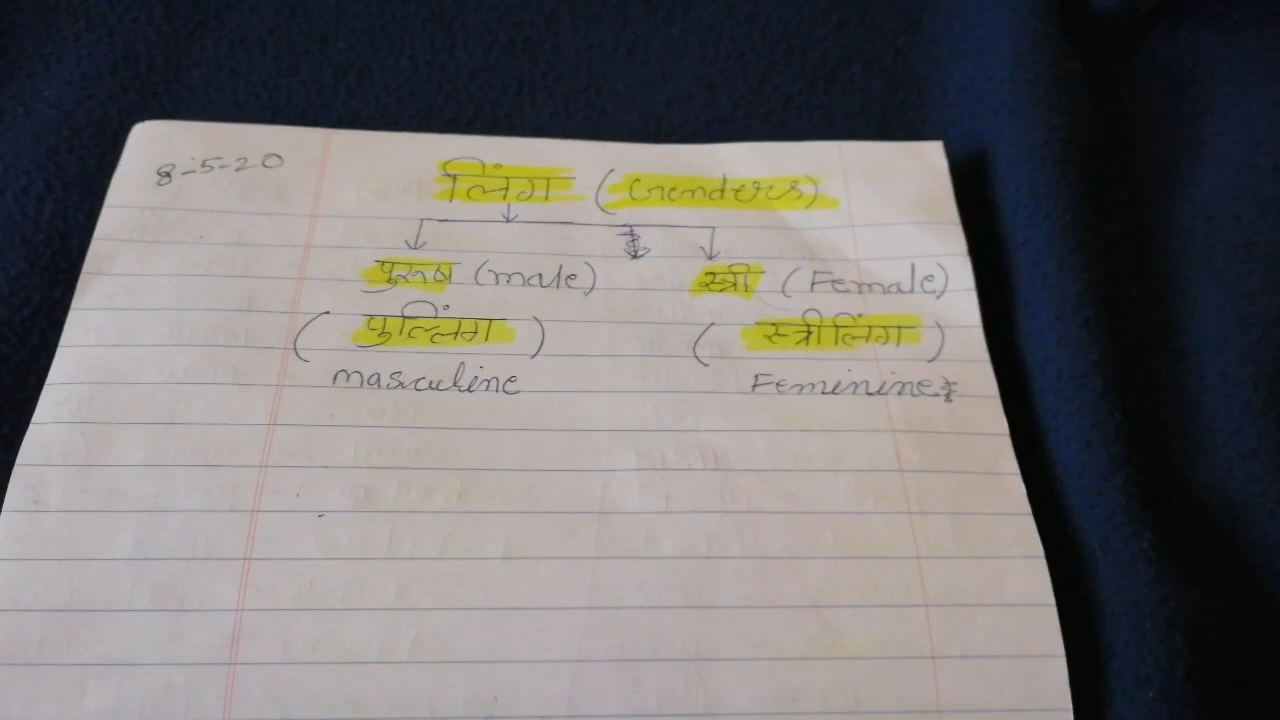 8-5-20
लिंग (Genders)
पुरूष (male) स्त्री (Female)
(पुल्लिंग) (स्त्रीलिंग)
masculine Feminine